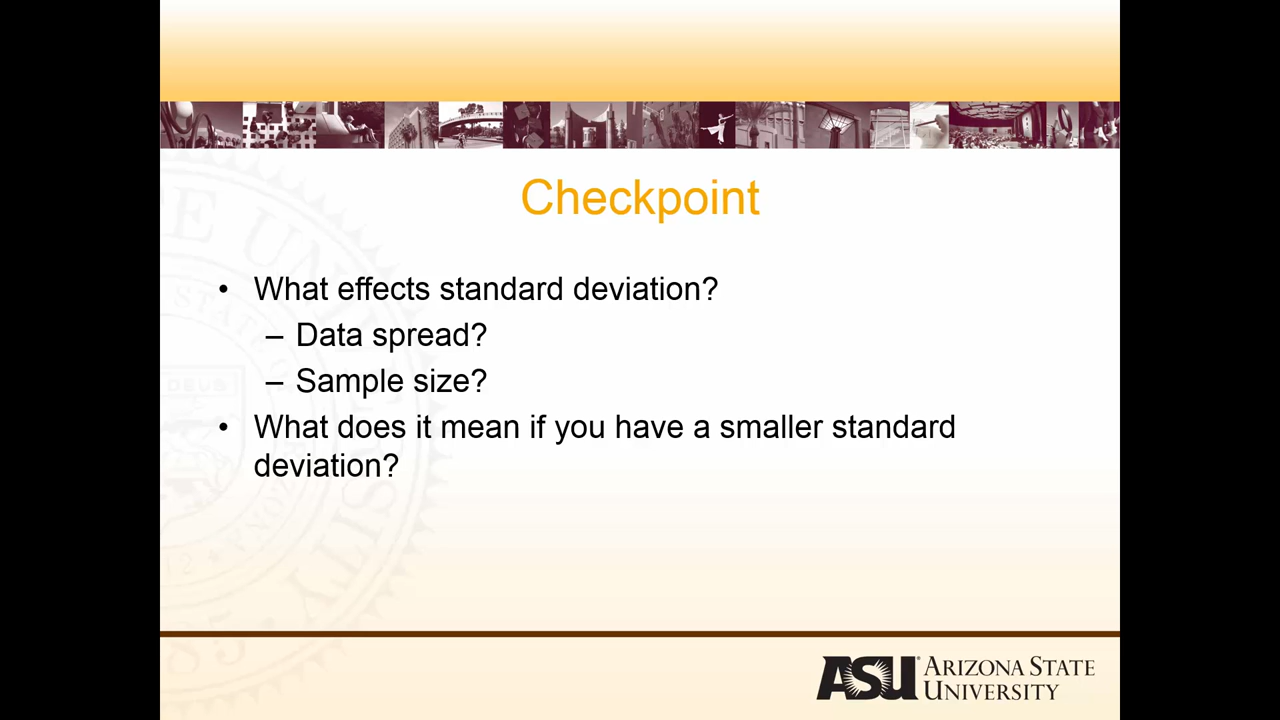 Checkpoint
• What effects standard deviation?
– Data spread?
– Sample size?
• What does it mean if you have a smaller standard
deviation?
ASU ARIZONA STATE
UNIVERSITY